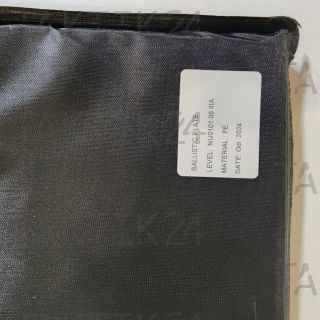 BALLISTIC PLATE
LEVEL: NIJ0101.06 IIIA
MATERIAL : PE
DATE: Oct. 2024